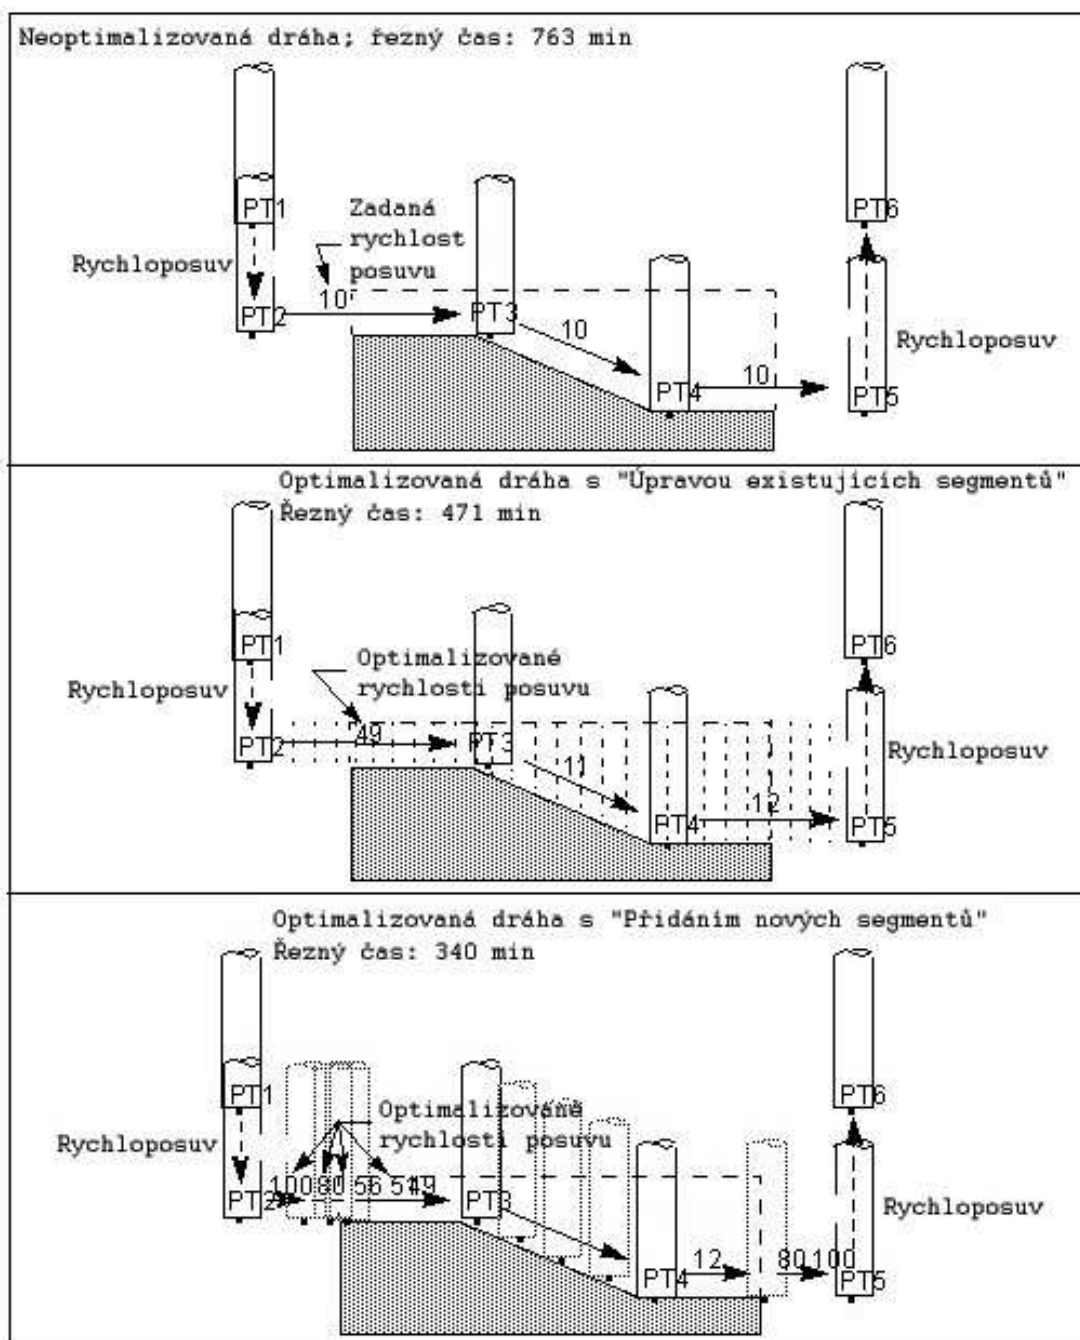 Neoptimalizovaná dráha; řezný čas: 763 min
PT1
Zadaná
rychlost
posuvu
PT6
Rychloposuv
10
PT2
PT3
10
Rychloposuv
PT4
10
PT5
Optimalizovaná dráha s "Úpravou existujících segmentů"
Řezný čas: 471 min
PT1
Optimalizované
rychlosti posuvu
PT6
Rychloposuv
49
PT2
PT3
11
Rychloposuv
PT4
12
PT5
Optimalizovaná dráha s "Přidáním nových segmentů"
Řezný čas: 340 min
PT1
Optimalizované
rychlosti posuvu
PT6
Rychloposuv
PT2
100
80
56
51
49
PT3
Rychloposuv
PT4
12
80
100
PT5